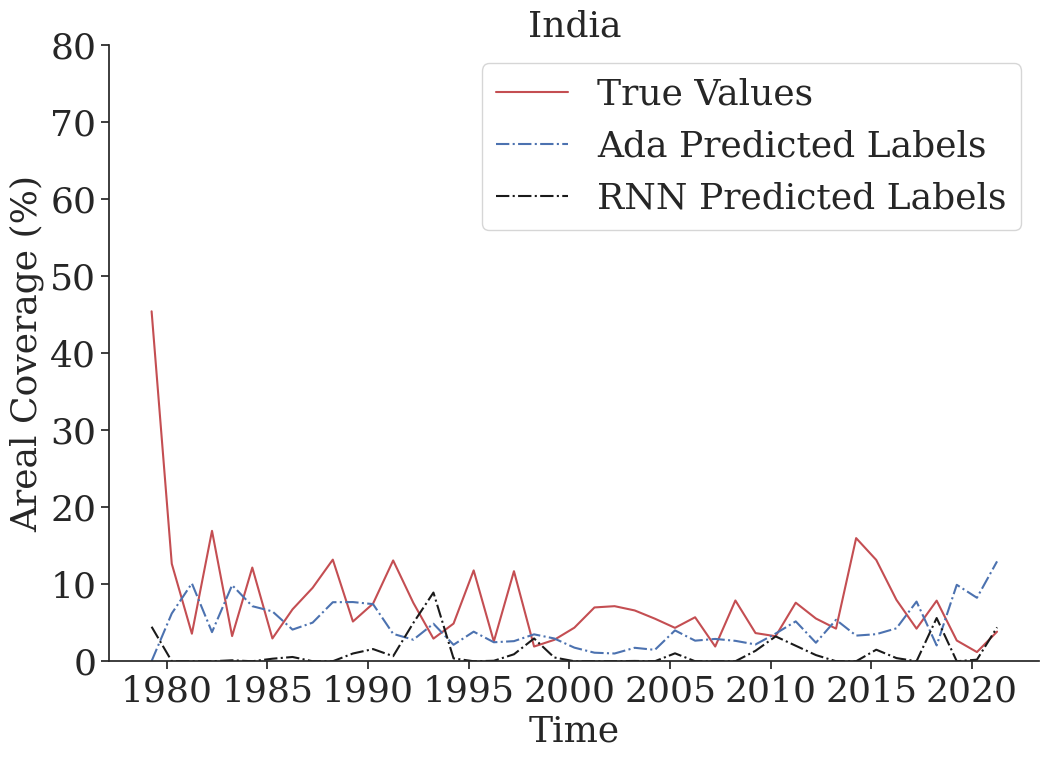 India
80
70
60
50
40
30
20
10
0
Areal Coverage (%)
True Values
Ada Predicted Labels
RNN Predicted Labels
1980 1985 1990 1995 2000 2005 2010 2015 2020
Time